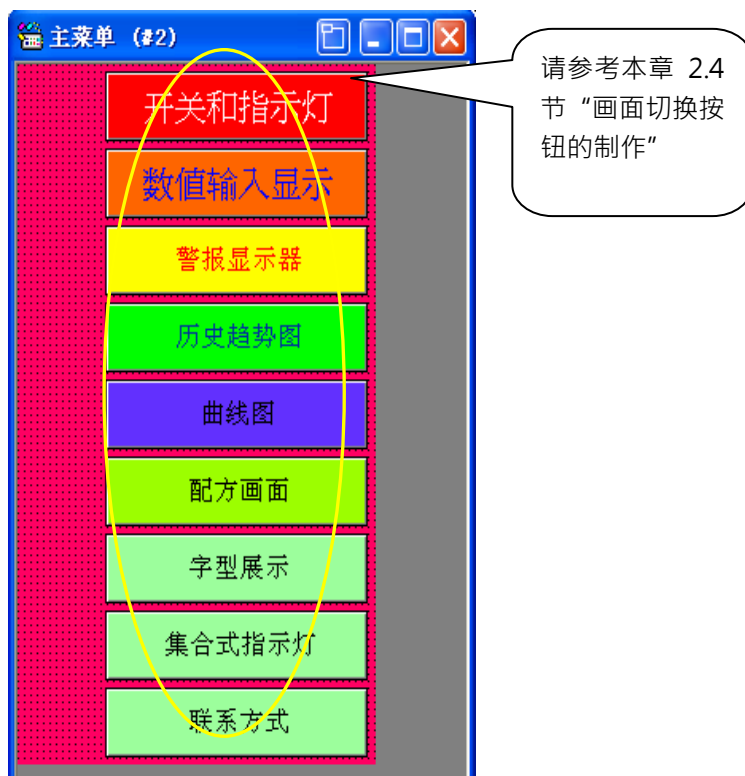 主菜单 (#2)
开关和指示灯
数值输入显示
警报显示器
历史趋势图
曲线图
配方画面
字型展示
集合式指示灯
联系方式
请参考本章 2.4
节“画面切换按
钮的制作”